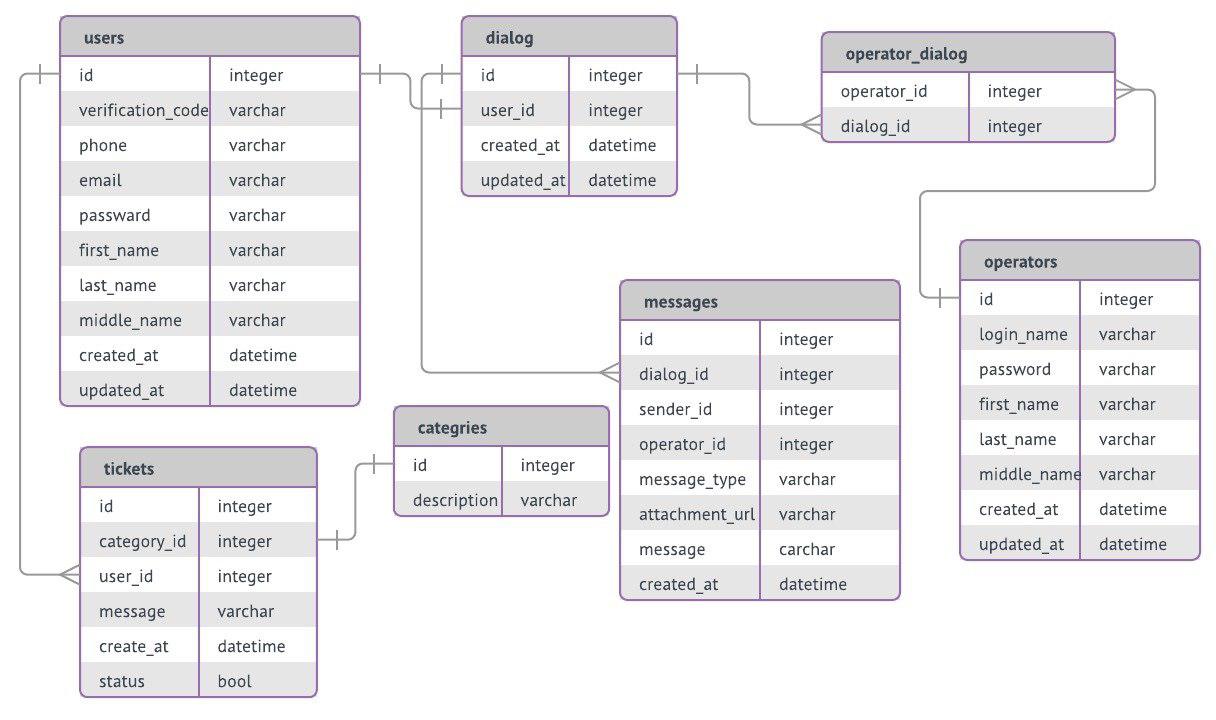 users
id integer
verification_code varchar
phone varchar
email varchar
passward varchar
first_name varchar
last_name varchar
middle_name varchar
created_at datetime
updated_at datetime
dialog
id integer
user_id integer
created_at datetime
updated_at datetime
operator_dialog
operator_id integer
dialog_id integer
operators
id integer
login_name varchar
password varchar
first_name varchar
last_name varchar
middle_name varchar
created_at datetime
updated_at datetime
messages
id integer
dialog_id integer
sender_id integer
operator_id integer
message_type varchar
attachment_url varchar
message carchar
created_at datetime
categries
id integer
description varchar
tickets
id integer
category_id integer
user_id integer
message varchar
create_at datetime
status bool